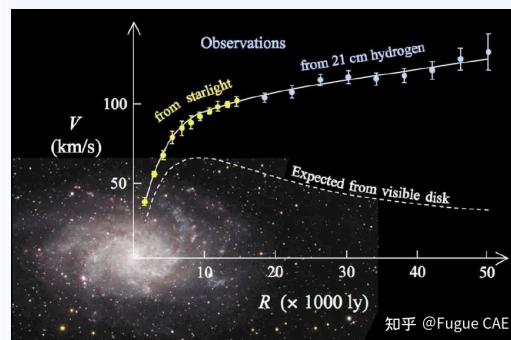 Observations
from 21 cm hydrogen
from starlight
V
(km/s)
100
50
Expected from visible disk
10
20
30
40
50
R (× 1000 ly)
知乎 @Fugue CAE